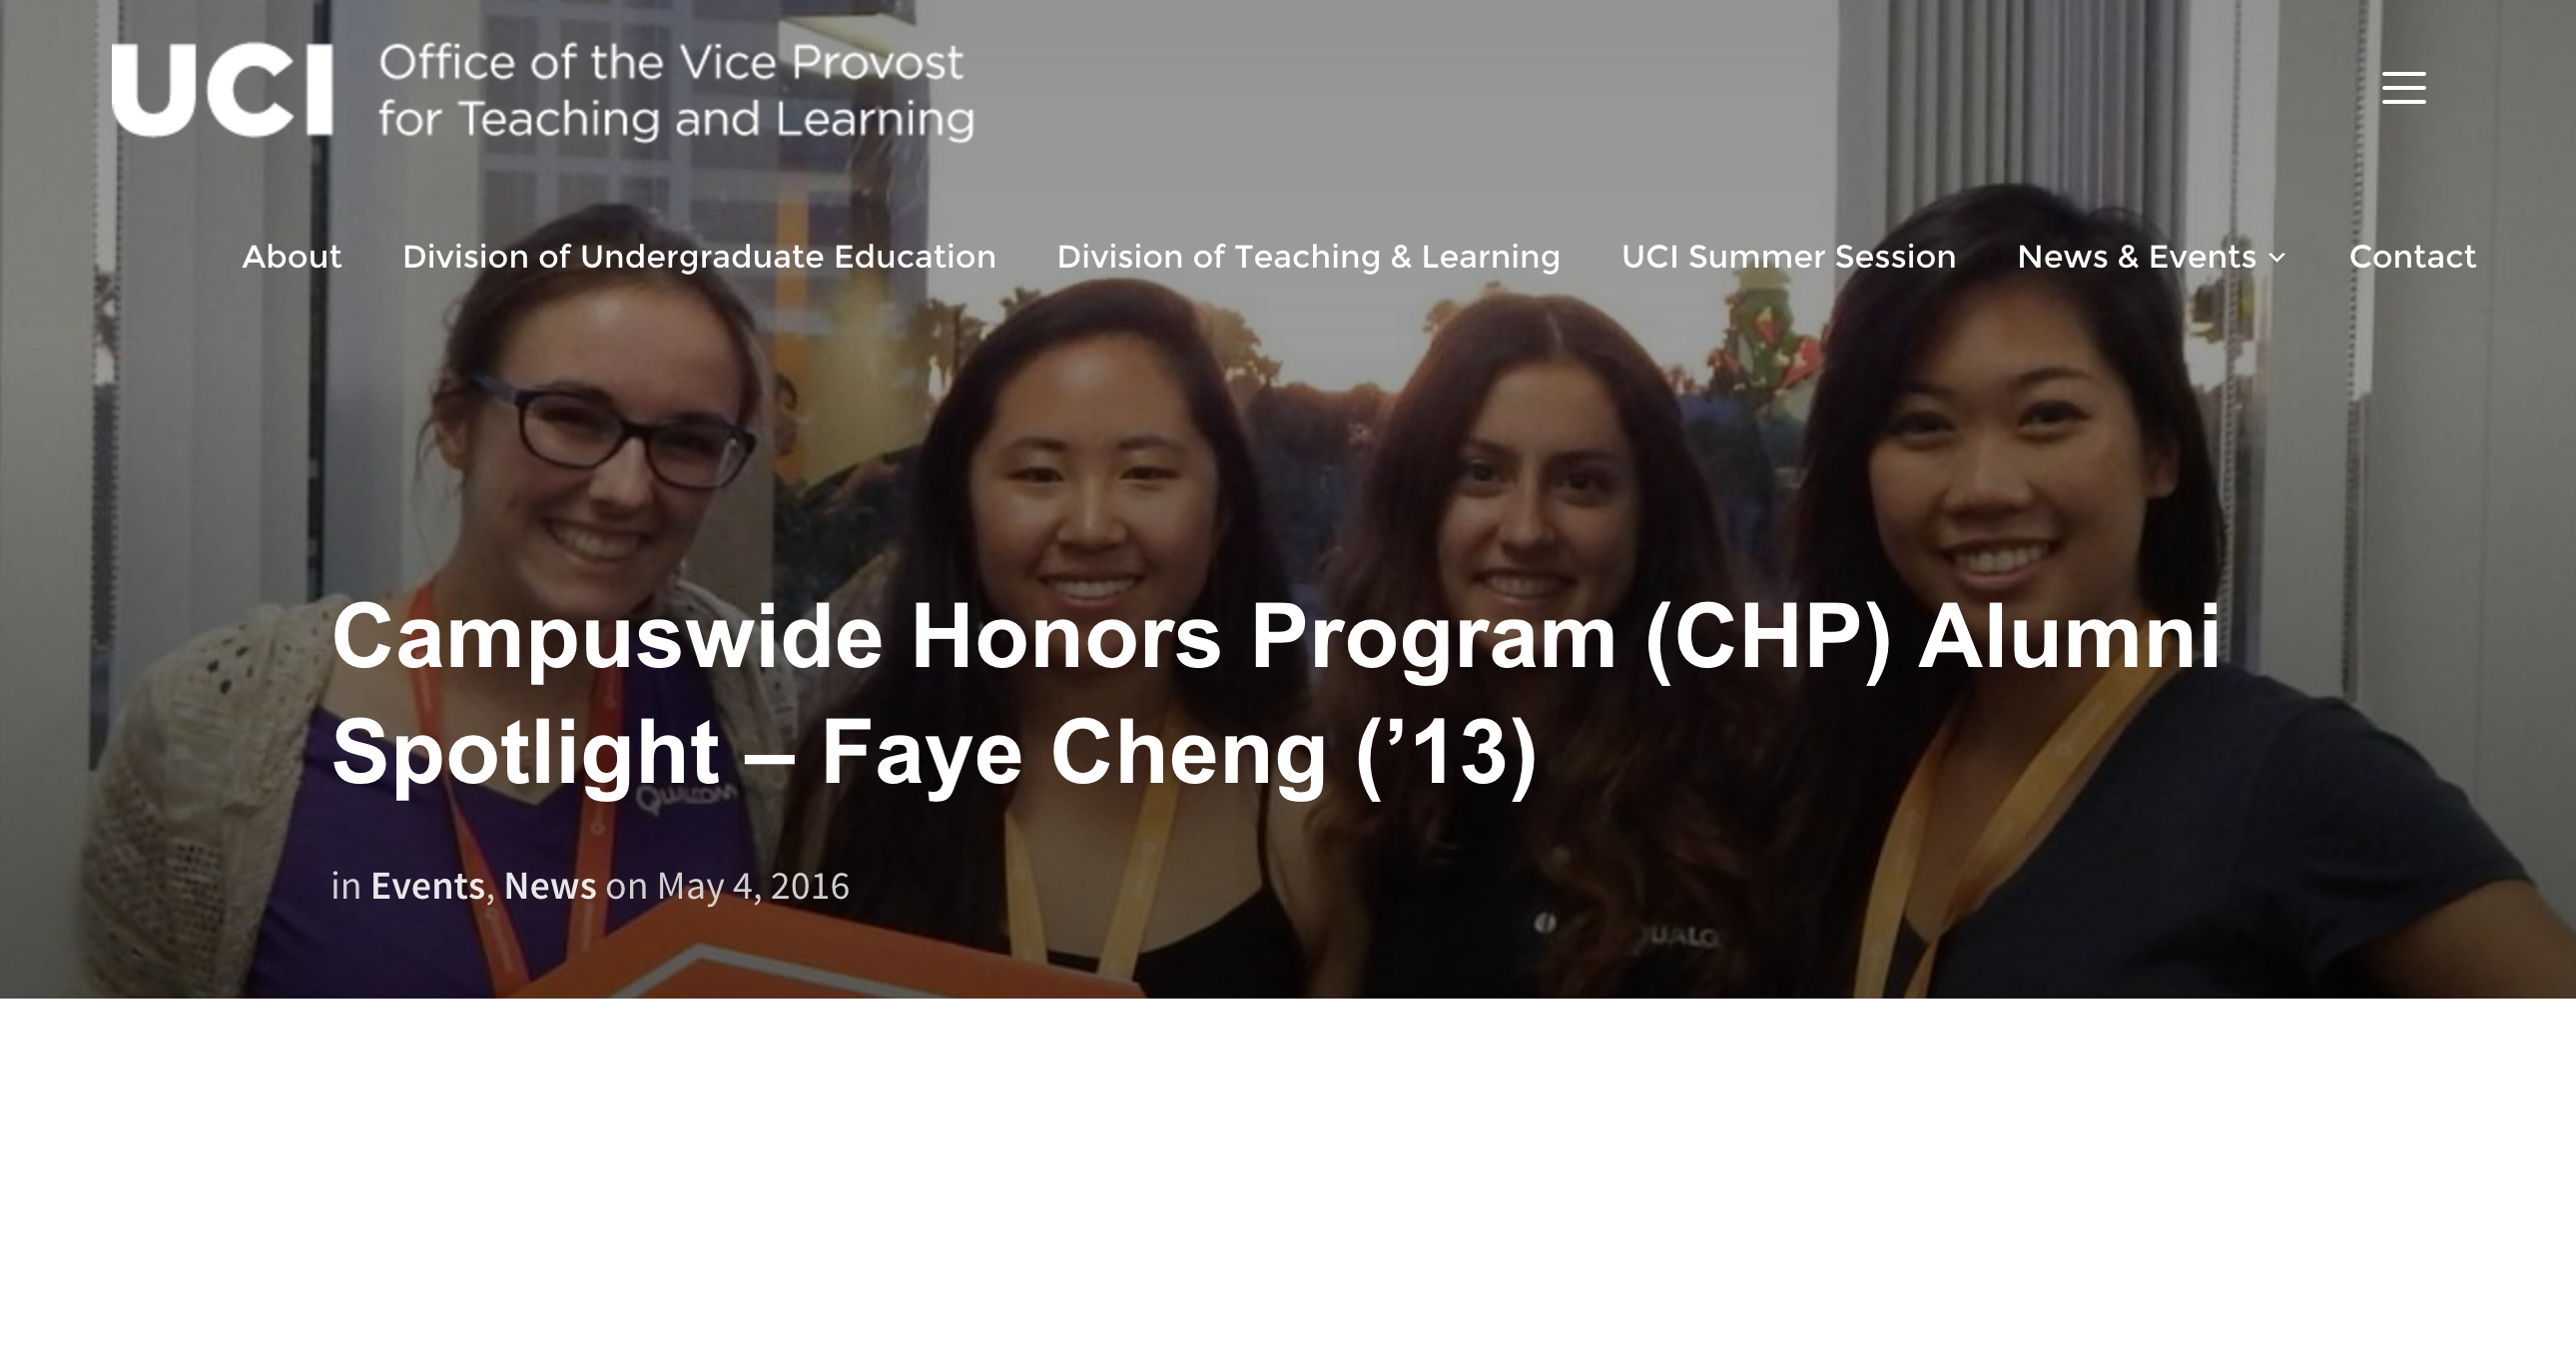 UCI
Office of the Vice Provost
for Teaching and Learning
About Division of Undergraduate Education Division of Teaching & Learning UCI Summer Session News & Events Contact
Campuswide Honors Program (CHP) Alumni
Spotlight – Faye Cheng (’13)
QUALCOMM
in Events, News on May 4, 2016